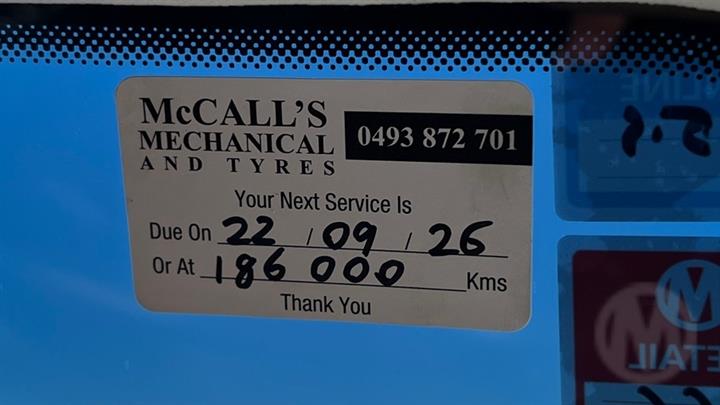 McCALL'S
MECHANICAL
AND TYRES
0493 872 701
Your Next Service Is
Due On 22 / 09 / 26
Or At 186 000 Kms
Thank You